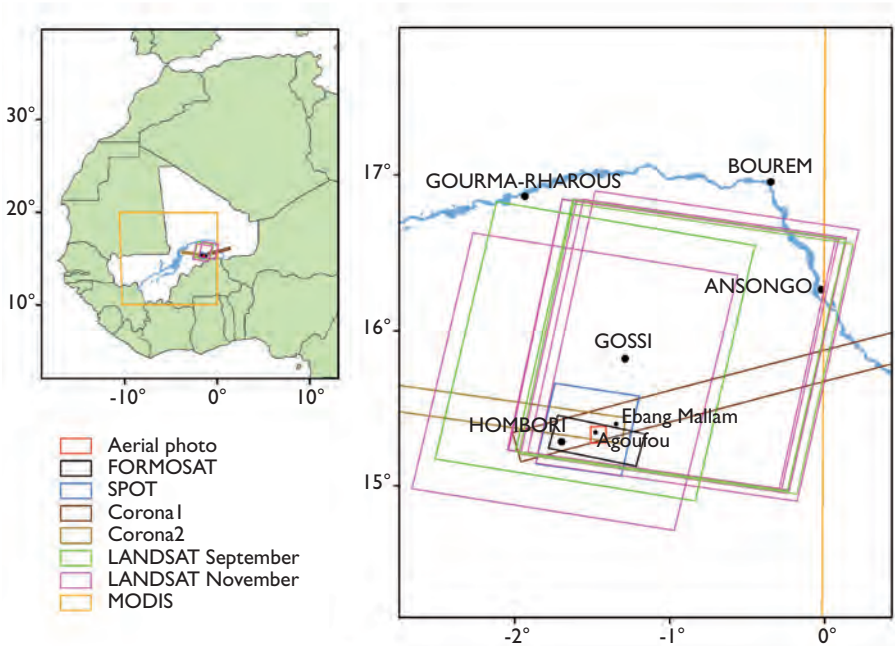 30°
20°
10°
-10°
0°
10°
Aerial photo
FORMOSAT
SPOT
Corona1
Corona2
LANDSAT September
LANDSAT November
MODIS
17°
16°
15°
GOURMA-RHAROUS
BOUREM
ANSONGO
GOSSI
HOMBORI
Ebang Mallam
Agoufou
-2°
-1°
0°